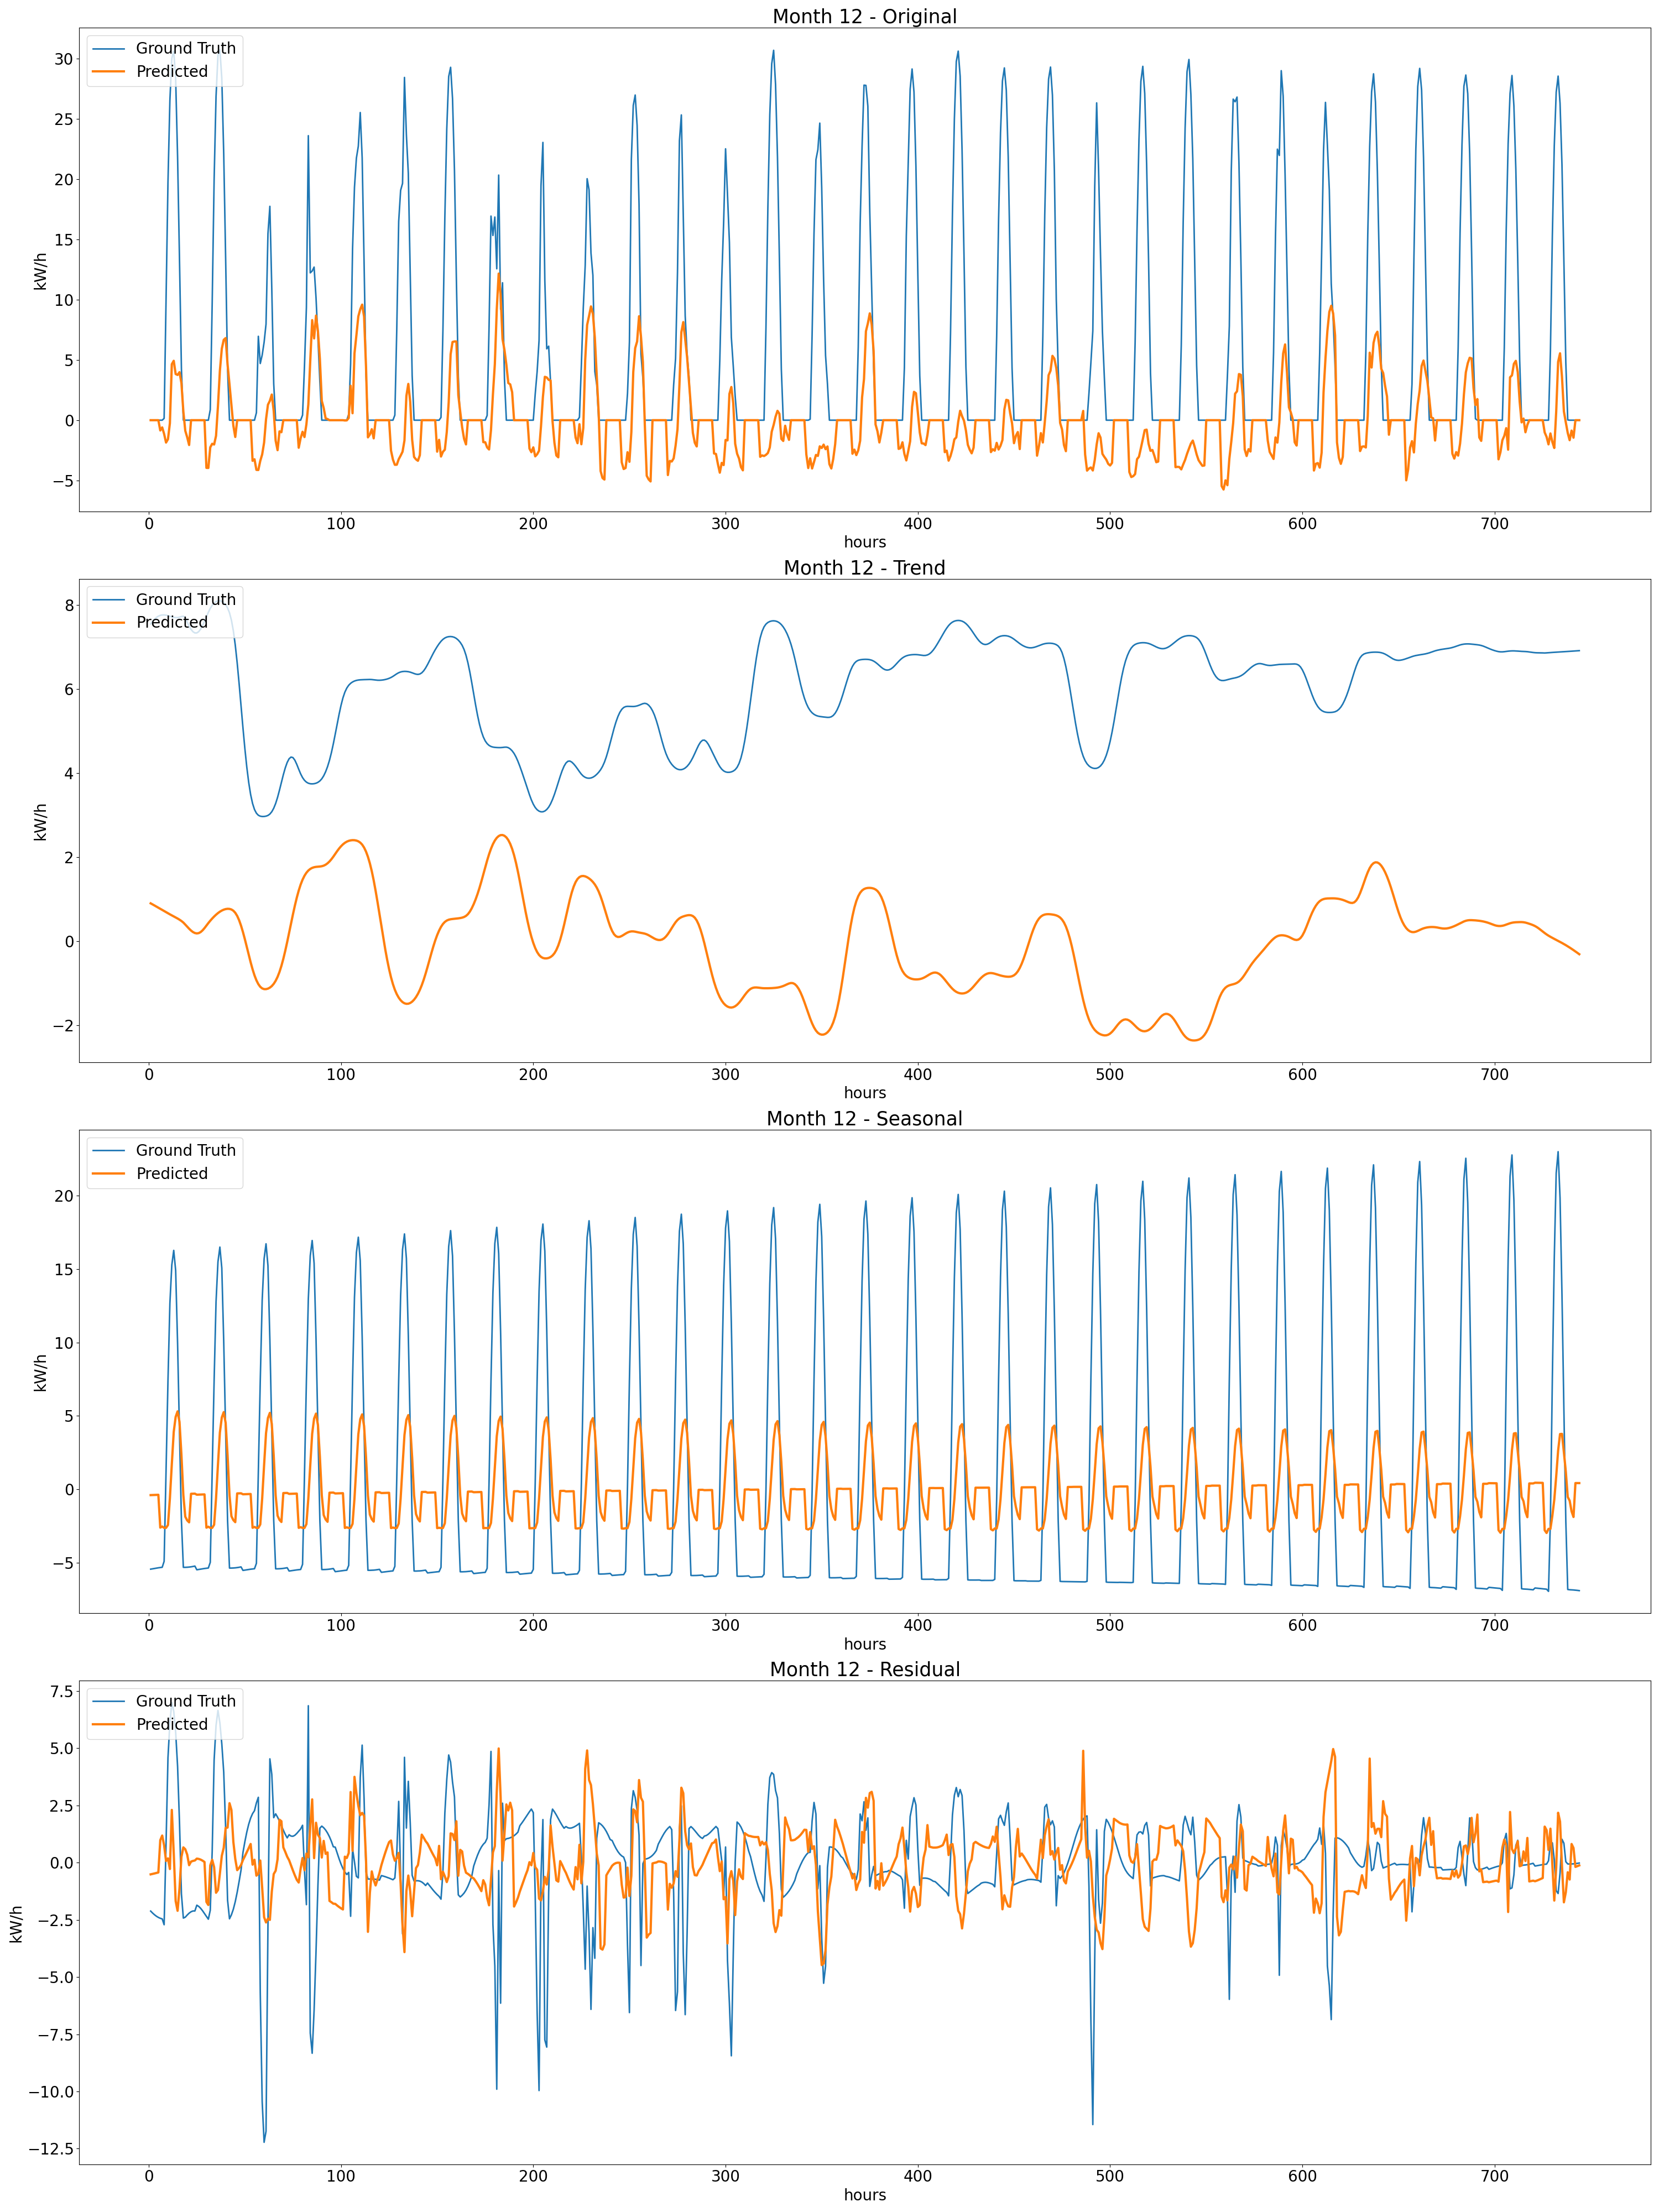 Month 12 - Original
Ground Truth
Predicted
30
25
20
15
10
5
0
−5
kW/h
0 100 200 300 400 500 600 700
hours
Month 12 - Trend
Ground Truth
Predicted
8
6
4
2
0
−2
kW/h
0 100 200 300 400 500 600 700
hours
Month 12 - Seasonal
Ground Truth
Predicted
20
15
10
5
0
−5
kW/h
0 100 200 300 400 500 600 700
hours
Month 12 - Residual
Ground Truth
Predicted
7.5
5.0
2.5
0.0
−2.5
−5.0
−7.5
−10.0
−12.5
kW/h
0 100 200 300 400 500 600 700
hours